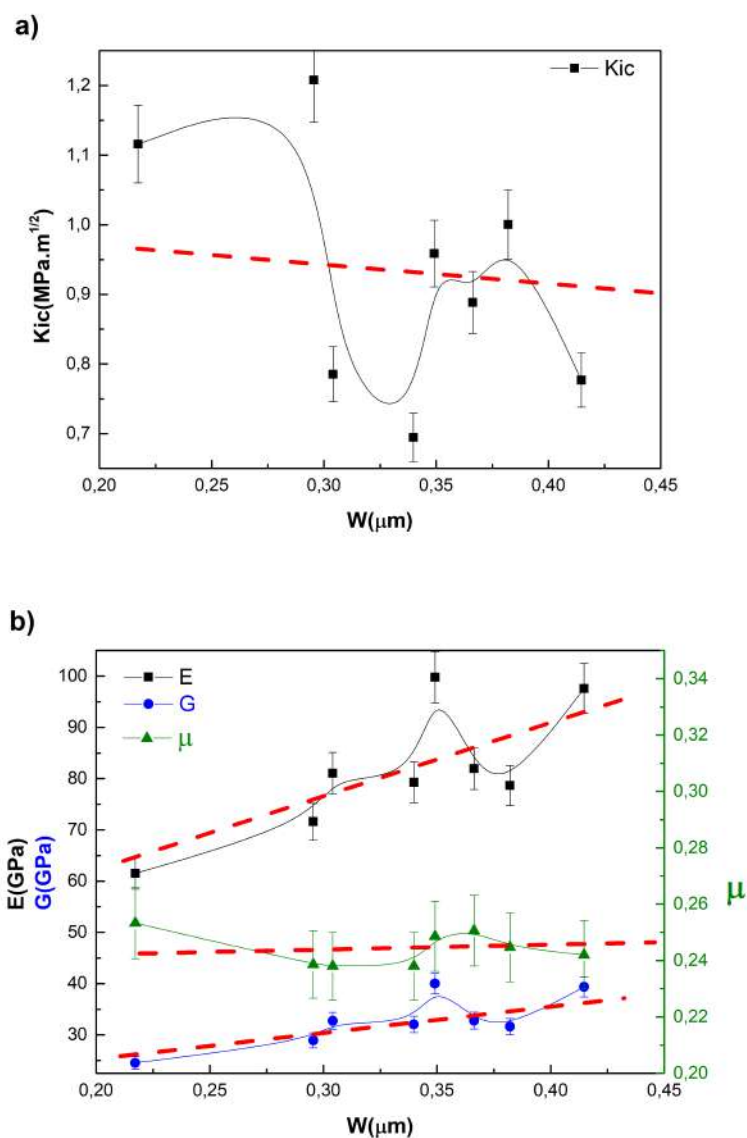 a)
Kic
1,2
1,1
1,0
0,9
0,8
0,7
Kic(MPa.m^1/2)
0,20 0,25 0,30 0,35 0,40 0,45
W(μm)
b)
E
G
μ
100
90
80
70
60
50
40
30
E(GPa)
G(GPa)
0,34
0,32
0,30
0,28
0,26
0,24
0,22
0,20
μ
0,20 0,25 0,30 0,35 0,40 0,45
W(μm)